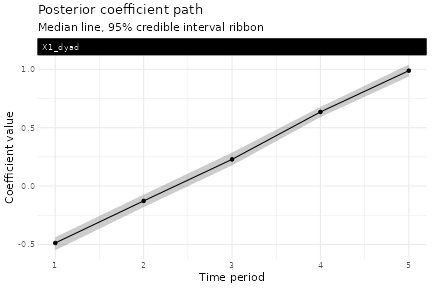 Posterior coefficient path
Median line, 95% credible interval ribbon
X1_dyad
1.0
0.5
0.0
-0.5
Coefficient value
1 2 3 4 5
Time period